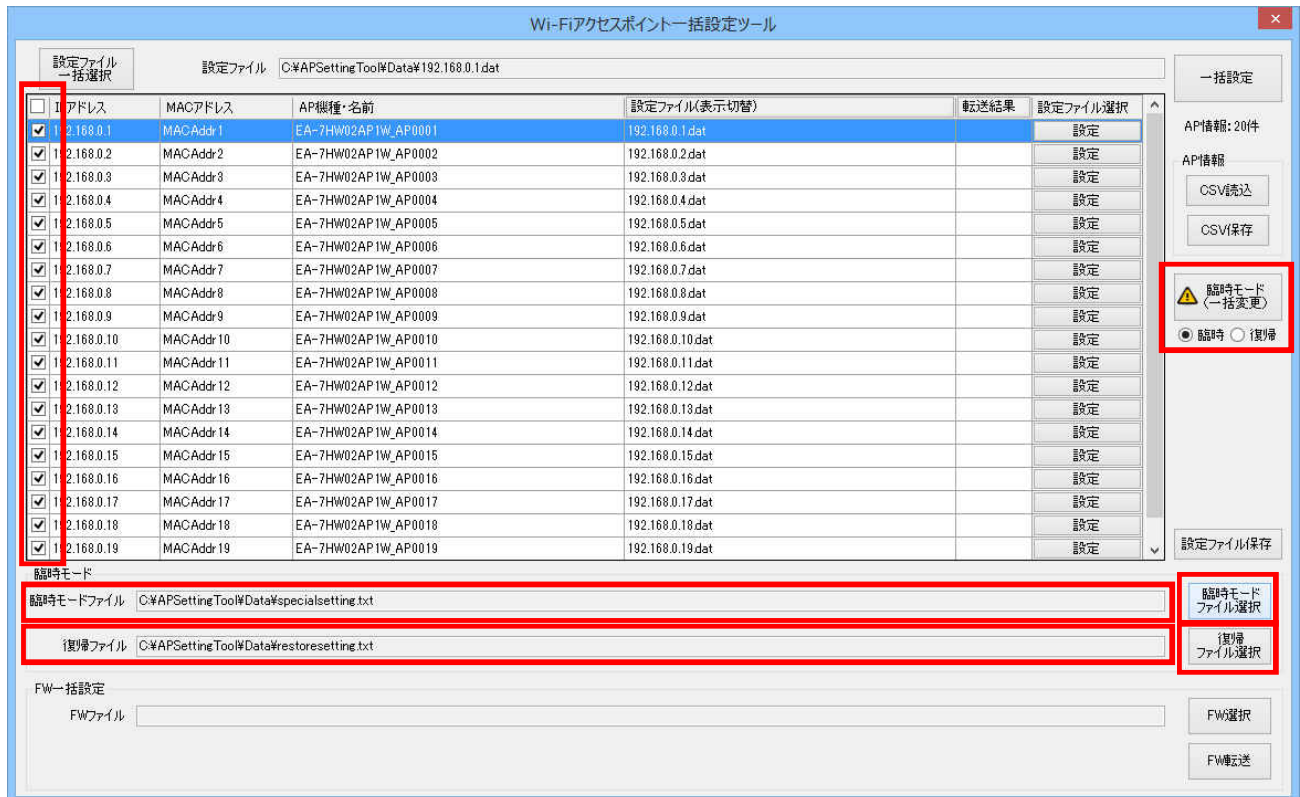 Wi-Fiアクセスポイント一括設定ツール
設定ファイル
一括選択
設定ファイル C:¥APSettingTool¥Data¥192.168.0.1.dat
一括設定
IPアドレス MACアドレス AP機種・名前 設定ファイル(表示切替) 転送結果 設定ファイル選択
192.168.0.1 MACAddr1 EA-7HW02AP1W_AP0001 192.168.0.1.dat 設定
192.168.0.2 MACAddr2 EA-7HW02AP1W_AP0002 192.168.0.2.dat 設定
192.168.0.3 MACAddr3 EA-7HW02AP1W_AP0003 192.168.0.3.dat 設定
192.168.0.4 MACAddr4 EA-7HW02AP1W_AP0004 192.168.0.4.dat 設定
192.168.0.5 MACAddr5 EA-7HW02AP1W_AP0005 192.168.0.5.dat 設定
192.168.0.6 MACAddr6 EA-7HW02AP1W_AP0006 192.168.0.6.dat 設定
192.168.0.7 MACAddr7 EA-7HW02AP1W_AP0007 192.168.0.7.dat 設定
192.168.0.8 MACAddr8 EA-7HW02AP1W_AP0008 192.168.0.8.dat 設定
192.168.0.9 MACAddr9 EA-7HW02AP1W_AP0009 192.168.0.9.dat 設定
192.168.0.10 MACAddr10 EA-7HW02AP1W_AP0010 192.168.0.10.dat 設定
192.168.0.11 MACAddr11 EA-7HW02AP1W_AP0011 192.168.0.11.dat 設定
192.168.0.12 MACAddr12 EA-7HW02AP1W_AP0012 192.168.0.12.dat 設定
192.168.0.13 MACAddr13 EA-7HW02AP1W_AP0013 192.168.0.13.dat 設定
192.168.0.14 MACAddr14 EA-7HW02AP1W_AP0014 192.168.0.14.dat 設定
192.168.0.15 MACAddr15 EA-7HW02AP1W_AP0015 192.168.0.15.dat 設定
192.168.0.16 MACAddr16 EA-7HW02AP1W_AP0016 192.168.0.16.dat 設定
192.168.0.17 MACAddr17 EA-7HW02AP1W_AP0017 192.168.0.17.dat 設定
192.168.0.18 MACAddr18 EA-7HW02AP1W_AP0018 192.168.0.18.dat 設定
192.168.0.19 MACAddr19 EA-7HW02AP1W_AP0019 192.168.0.19.dat 設定
AP情報: 20件
AP情報
CSV読込
CSV保存
臨時モード
(一括変更)
臨時 復帰
設定ファイル保存
臨時モード
臨時モードファイル C:¥APSettingTool¥Data¥specialsetting.txt
臨時モード
ファイル選択
復帰ファイル C:¥APSettingTool¥Data¥restoresetting.txt
復帰
ファイル選択
FW一括設定
FWファイル
FW選択
FW転送